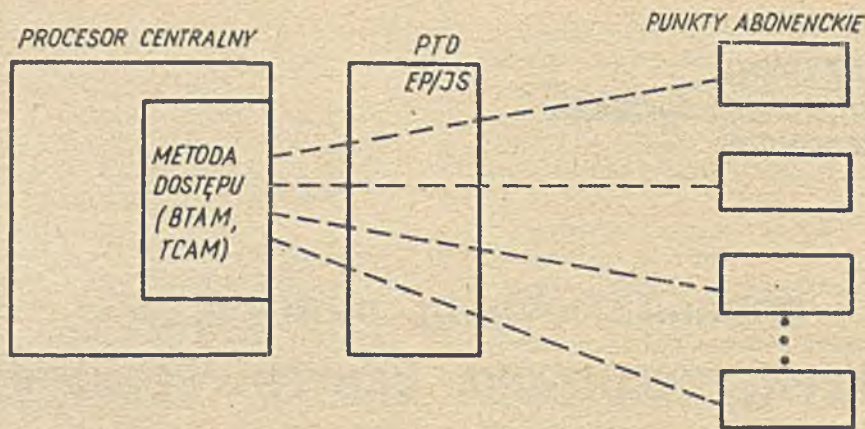 PROCESOR CENTRALNY
PTD
EP/JS
PUNKTY ABONENCKIE
METODA
DOSTĘPU
(BTAM,
TCAM)